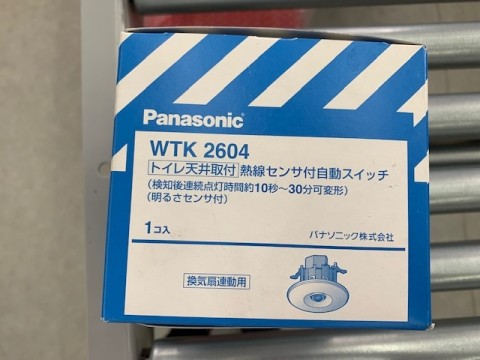 Panasonic
WTK 2604
トイレ天井取付 熱線センサ付自動スイッチ
(検知後連続点灯時間約10秒～30分可変形)
(明るさセンサ付)
1コ入
パナソニック株式会社
換気扇連動用